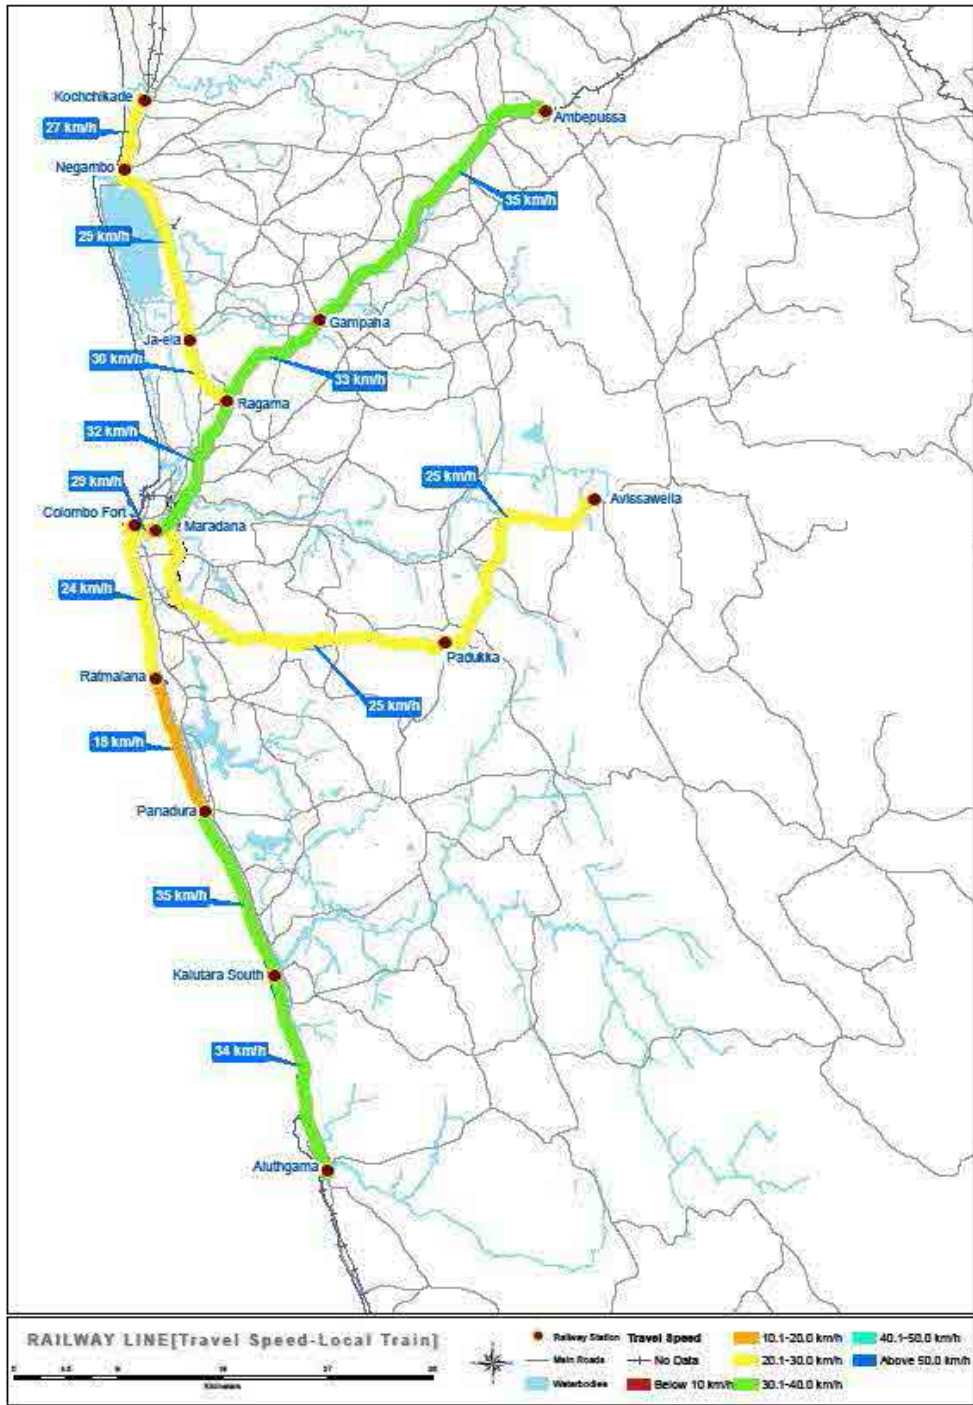 Kochchikade
Ambepussa
27 km/h
Negambo
35 km/h
29 km/h
Gampaha
Ja-ela
30 km/h
33 km/h
Ragama
32 km/h
29 km/h
25 km/h
Avissawella
Colombo Fort
Maradana
24 km/h
Padukka
Ratmalana
25 km/h
18 km/h
Panadura
35 km/h
Kalutara South
34 km/h
Aluthgama
RAILWAY LINE[Travel Speed-Local Train]
Railway Station
Main Roads
Waterbodies
Travel Speed
No Data
Below 10 km/h
10.1-20.0 km/h
20.1-30.0 km/h
30.1-40.0 km/h
40.1-50.0 km/h
Above 50.0 km/h